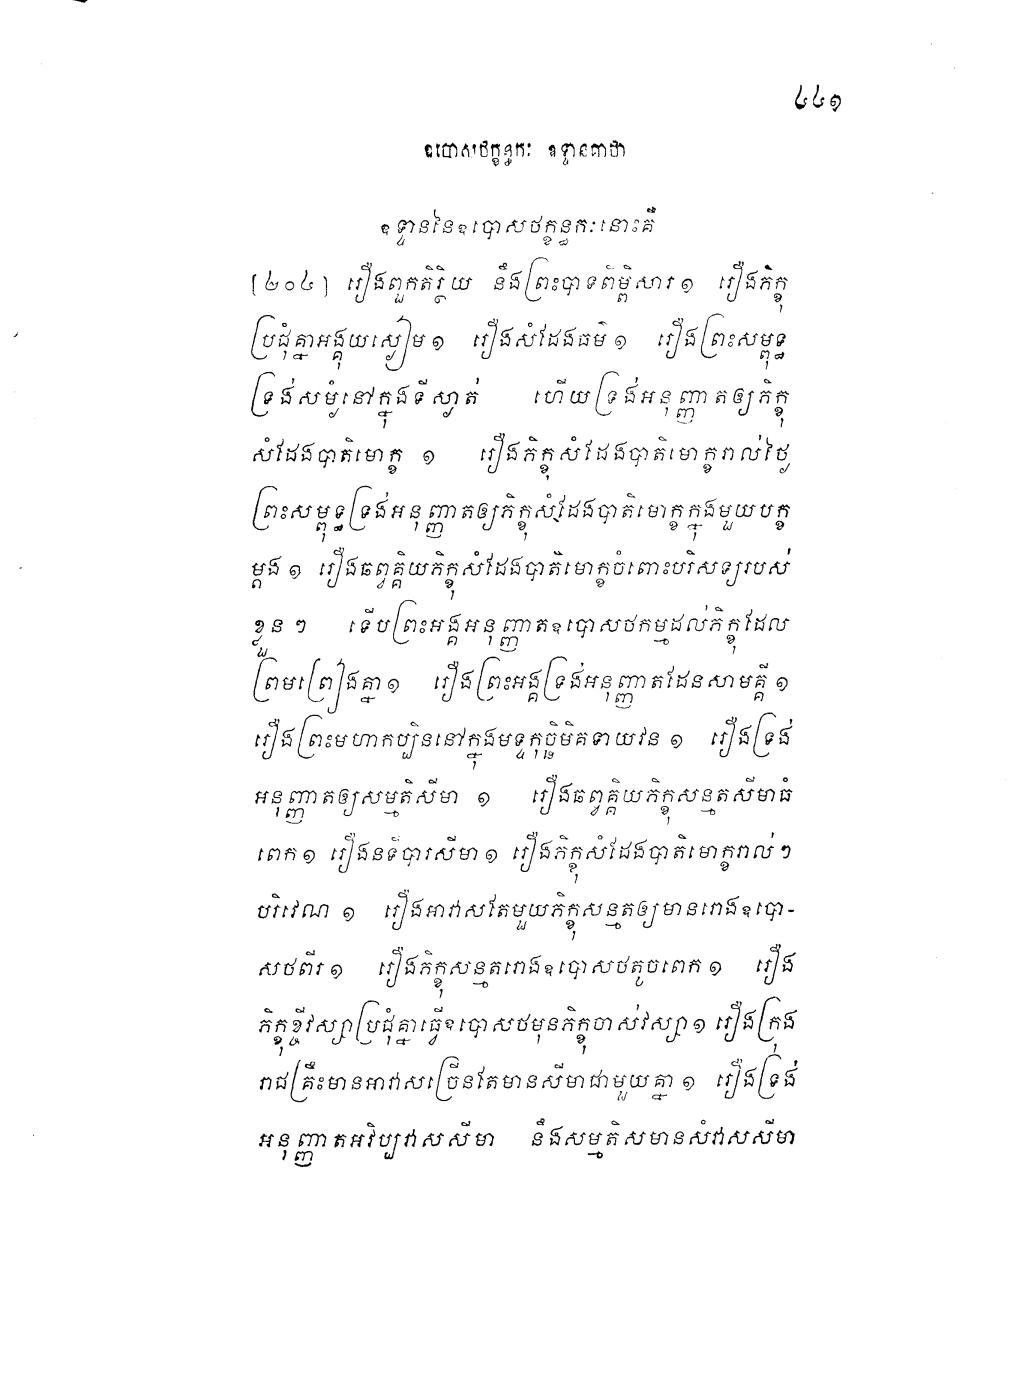 ៤៤១
ឧបោសថក្ខន្ធកៈ ឧទ្ទានគាថា
ឧទ្ទាននៃឧបោសថក្ខន្ធកៈនោះគឺ
[២០៤] រឿងពួកតិរ្ថិយ នឹងព្រះបាទពិម្ពិសារ១ រឿងភិក្ខុ
ប្រជុំគ្នាអង្គុយស្ងៀម ១ រឿងសំដែងធម៌ ១ រឿងព្រះសម្ពុទ្ធ
ទ្រង់សម្ងំនៅក្នុងទីស្ងាត់ ហើយទ្រង់អនុញ្ញាតឲ្យភិក្ខុ
សំដែងបាតិមោក្ខ ១ រឿងភិក្ខុសំដែងបាតិមោក្ខរាល់ថ្ងៃ
ព្រះសម្ពុទ្ធទ្រង់អនុញ្ញាតឲ្យភិក្ខុសំដែងបាតិមោក្ខក្នុងមួយបក្ខ
ម្តង ១ រឿងឆព្វគ្គិយភិក្ខុសំដែងបាតិមោក្ខចំពោះបរិសទ្យរបស់
ខ្លួន ៗ ទើបព្រះអង្គអនុញ្ញាតឧបោសថកម្មដល់ភិក្ខុដែល
ព្រមព្រៀងគ្នា ១ រឿងព្រះអង្គទ្រង់អនុញ្ញាតដែនសាមគ្គី ១
រឿងព្រះមហាកប្បិននៅក្នុងមទ្ទកុច្ឆិមិគទាយវ័ន ១ រឿងទ្រង់
អនុញ្ញាតឲ្យសម្មតិសីមា ១ រឿងឆព្វគ្គិយភិក្ខុសន្មតសីមាធំ
ពេក ១ រឿងនទីបារសីមា ១ រឿងភិក្ខុសំដែងបាតិមោក្ខរាល់ ៗ
បរិវេណ ១ រឿងអាវាសតែមួយភិក្ខុសន្មតឲ្យមានរោងឧបោ-
សថពីរ ១ រឿងភិក្ខុសន្មតរោងឧបោសថតូចពេក ១ រឿង
ភិក្ខុខ្ចីវស្សាប្រជុំគ្នាធ្វើឧបោសថមុនភិក្ខុចាស់វស្សា ១ រឿងក្រុង
រាជគ្រឹះមានអាវាសច្រើនតែមានសីមាជាមួយគ្នា ១ រឿងទ្រង់
អនុញ្ញាតអវិប្បវាសសីមា នឹងសម្មតិសមានសំវាសសីមា